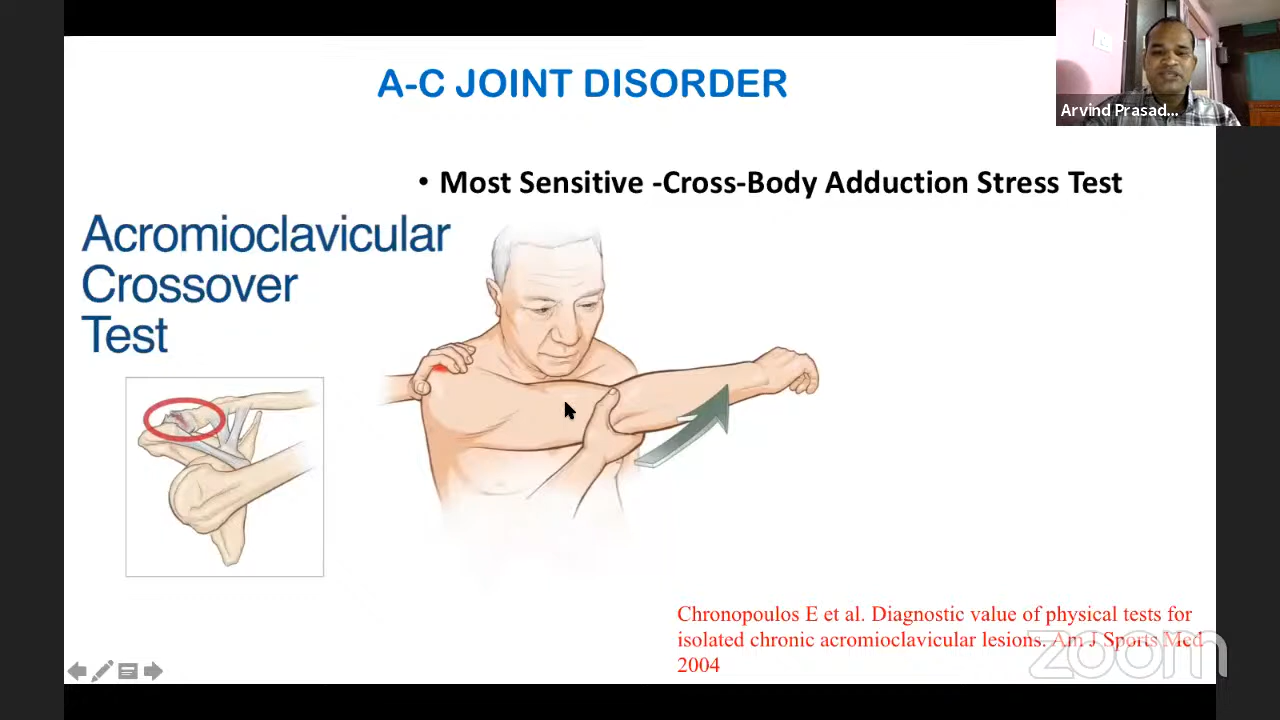 A-C JOINT DISORDER
Arvind Prasad...
• Most Sensitive -Cross-Body Adduction Stress Test
Acromioclavicular
Crossover
Test
Chronopoulos E et al. Diagnostic value of physical tests for
isolated chronic acromioclavicular lesions. Am J Sports Med
2004
zoom